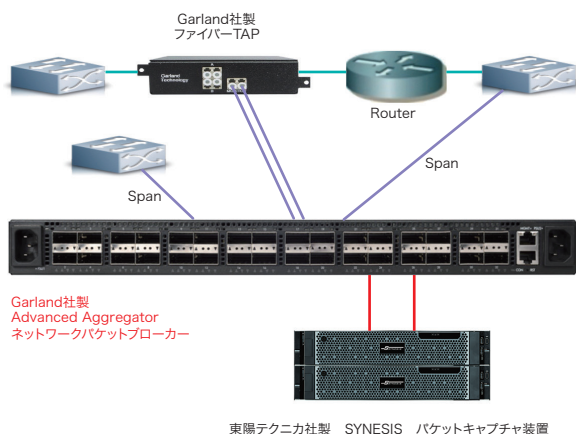 Garland社製
ファイバーTAP
Garland
Technology
Router
Span
Span
Garland社製
Advanced Aggregator
ネットワークパケットブローカー
東陽テクニカ社製 SYNESIS パケットキャプチャ装置